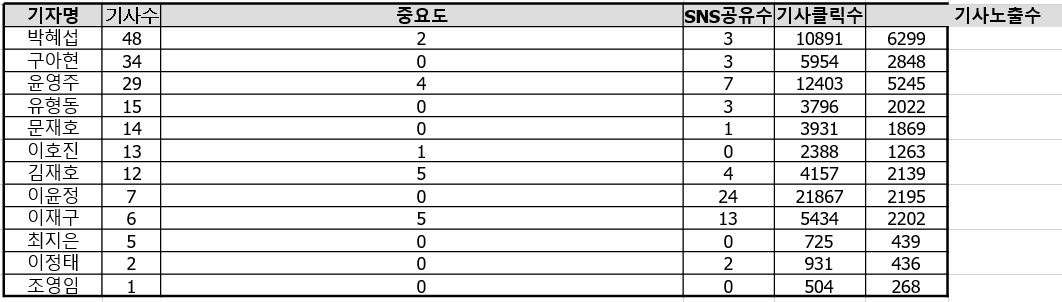 기자명 기사수 중요도 SNS공유수 기사클릭수 기사노출수
박혜섭 48 2 3 10891 6299
구아현 34 0 3 5954 2848
윤영주 29 4 7 12403 5245
유형동 15 0 3 3796 2022
문재호 14 0 1 3931 1869
이호진 13 1 0 2388 1263
김재호 12 5 4 4157 2139
이윤정 7 0 24 21867 2195
이재구 6 5 13 5434 2202
최지은 5 0 0 725 439
이정태 2 0 2 931 436
조영임 1 0 0 504 268